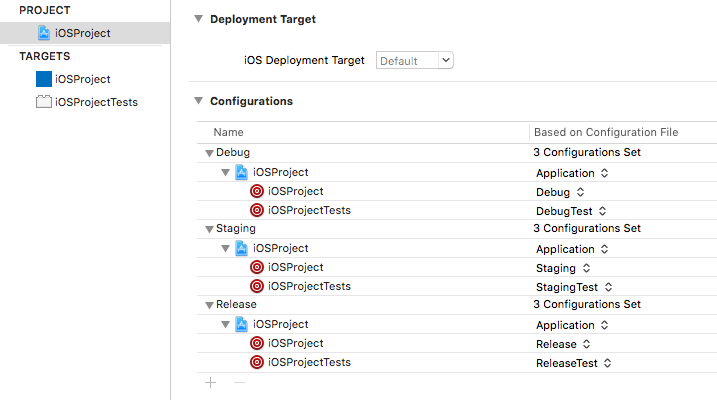 PROJECT
iOSProject
TARGETS
iOSProject
iOSProjectTests
Deployment Target
iOS Deployment Target Default
Configurations
Name Based on Configuration File
Debug 3 Configurations Set
iOSProject Application
iOSProject Debug
iOSProjectTests DebugTest
Staging 3 Configurations Set
iOSProject Application
iOSProject Staging
iOSProjectTests StagingTest
Release 3 Configurations Set
iOSProject Application
iOSProject Release
iOSProjectTests ReleaseTest